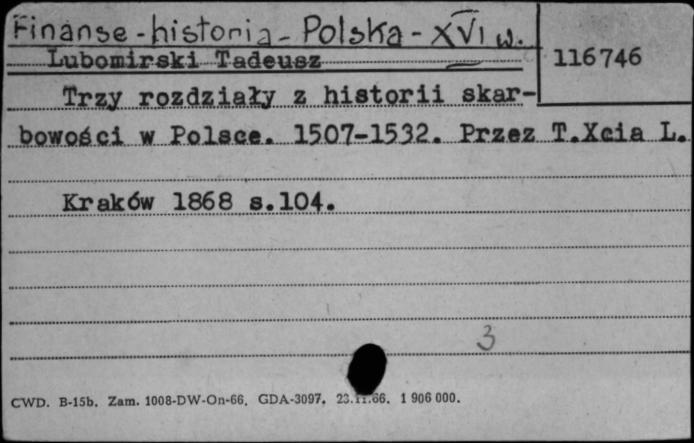 Finanse - historia - Polska - XVI w.
Lubomirski Tadeusz
116746
Trzy rozdziały z historii skar-
bowości w Polsce. 1507-1532. Przez T.Xcia L.
Kraków 1868 s.104.
3
CWD. B-15b. Zam. 1008-DW-On-66. GDA-3097. 23.11.66. 1 906 000.